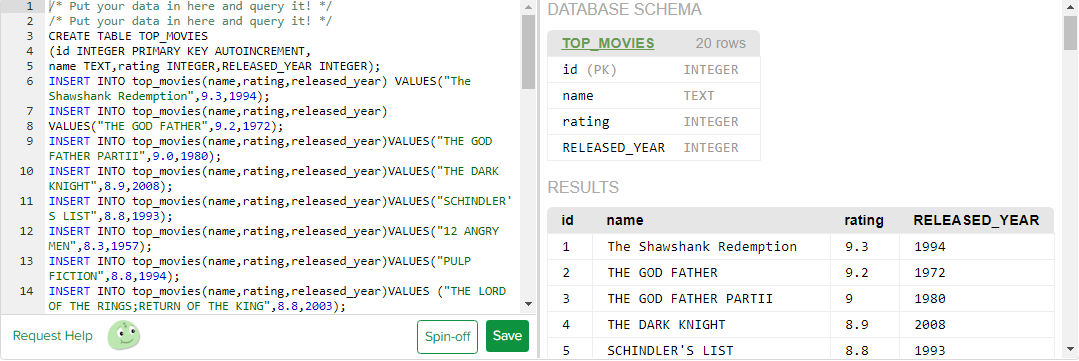 1 /* Put your data in here and query it! */
2 /* Put your data in here and query it! */
3 CREATE TABLE TOP_MOVIES
4 (id INTEGER PRIMARY KEY AUTOINCREMENT,
5 name TEXT,rating INTEGER,RELEASED_YEAR INTEGER);
6 INSERT INTO top_movies(name,rating,released_year) VALUES("The
Shawshank Redemption",9.3,1994);
7 INSERT INTO top_movies(name,rating,released_year)
8 VALUES("THE GOD FATHER",9.2,1972);
9 INSERT INTO top_movies(name,rating,released_year)VALUES("THE GOD
FATHER PARTII",9.0,1980);
10 INSERT INTO top_movies(name,rating,released_year)VALUES("THE DARK
KNIGHT",8.9,2008);
11 INSERT INTO top_movies(name,rating,released_year)VALUES("SCHINDLER'
S LIST",8.8,1993);
12 INSERT INTO top_movies(name,rating,released_year)VALUES("12 ANGRY
MEN",8.3,1957);
13 INSERT INTO top_movies(name,rating,released_year)VALUES("PULP
FICTION",8.8,1994);
14 INSERT INTO top_movies(name,rating,released_year)VALUES ("THE LORD
OF THE RINGS;RETURN OF THE KING",8.8,2003);
Request Help
Spin-off
Save
DATABASE SCHEMA
TOP_MOVIES 20 rows
id (PK) INTEGER
name TEXT
rating INTEGER
RELEASED_YEAR INTEGER
RESULTS
id name rating RELEASED_YEAR
1 The Shawshank Redemption 9.3 1994
2 THE GOD FATHER 9.2 1972
3 THE GOD FATHER PARTII 9 1980
4 THE DARK KNIGHT 8.9 2008
5 SCHINDLER'S LIST 8.8 1993